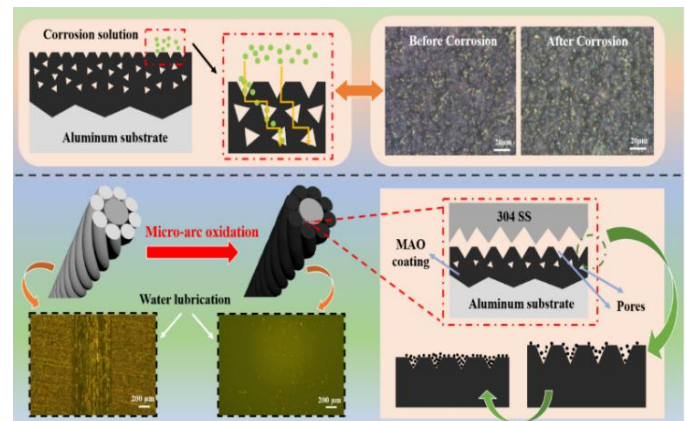 Corrosion solution
Aluminum substrate
Before Corrosion
After Corrosion
20μm
20μm
Micro-arc oxidation
Water lubrication
200 μm
200 μm
304 SS
MAO
coating
Aluminum substrate
Pores